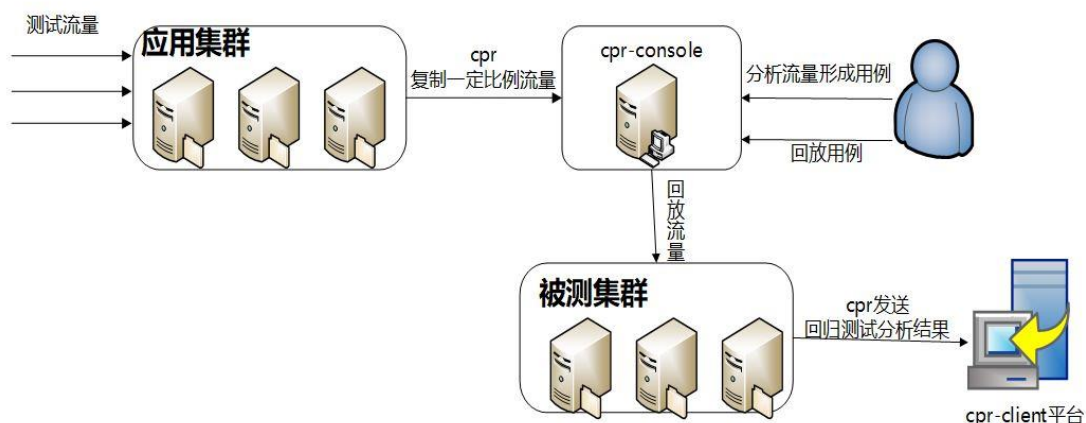 测试流量
应用集群
cpr
复制一定比例流量
cpr-console
分析流量形成用例
回放用例
回放流量
被测集群
cpr发送
回归测试分析结果
cpr-client平台